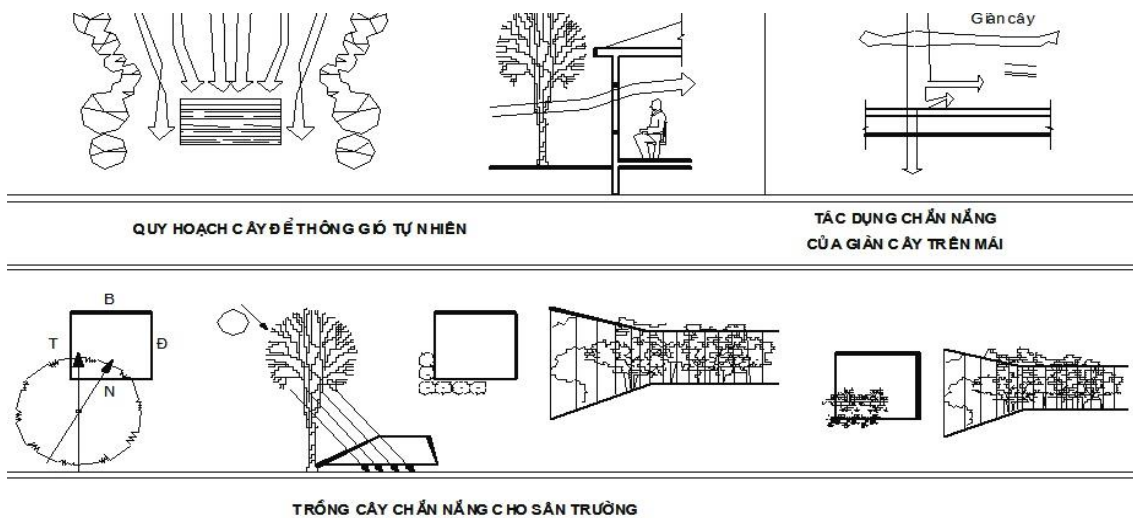 Giàn cây
QUY HOẠCH CÂY ĐỂ THÔNG GIÓ TỰ NHIÊN
TÁC DỤNG CHẮN NẮNG
CỦA GIÀN CÂY TRÊN MÁI
B
T
Đ
N
TRỒNG CÂY CHẮN NẮNG CHO SÂN TRƯỜNG